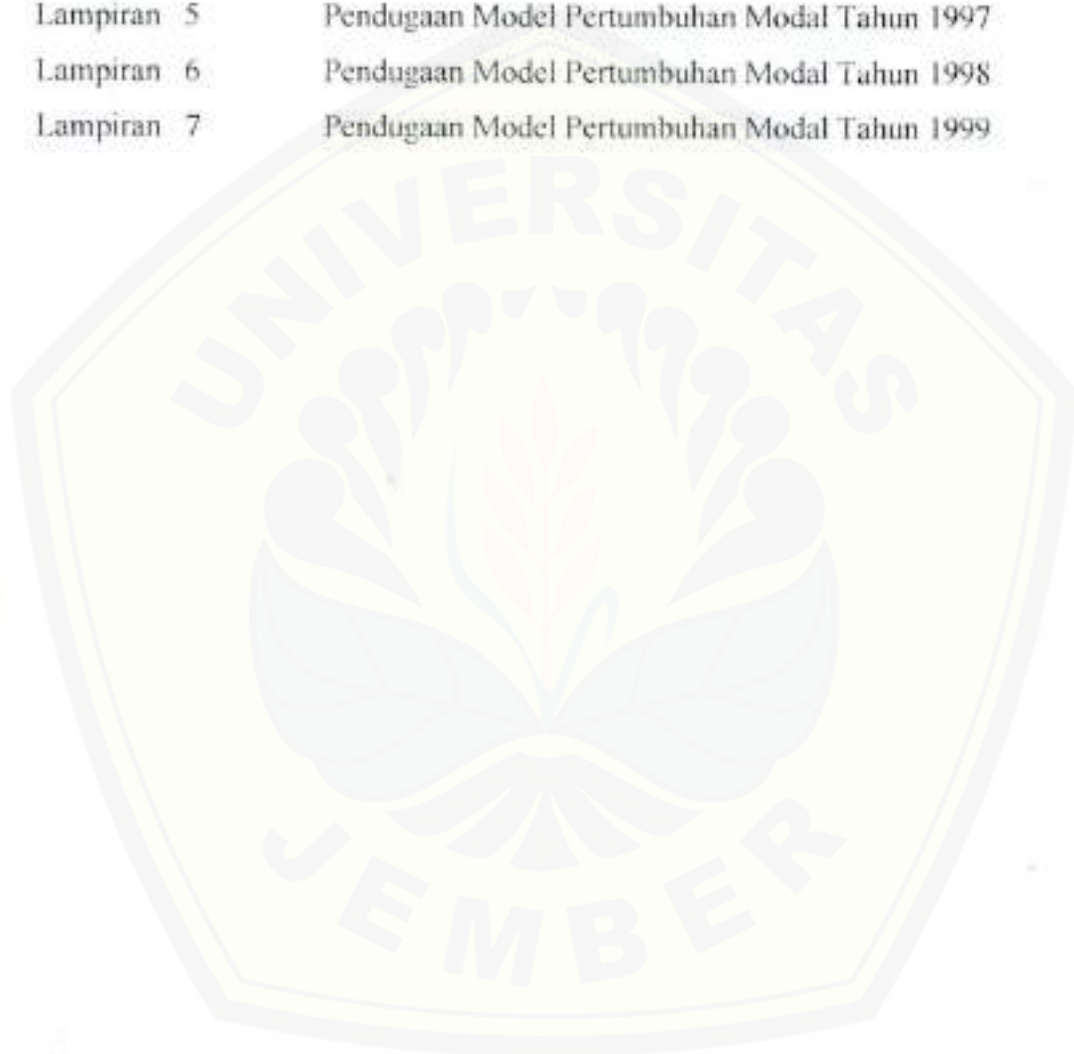 Lampiran 5 Pendugaan Model Pertumbuhan Modal Tahun 1997
Lampiran 6 Pendugaan Model Pertumbuhan Modal Tahun 1998
Lampiran 7 Pendugaan Model Pertumbuhan Modal Tahun 1999
UNIVERSITAS
JEMBER